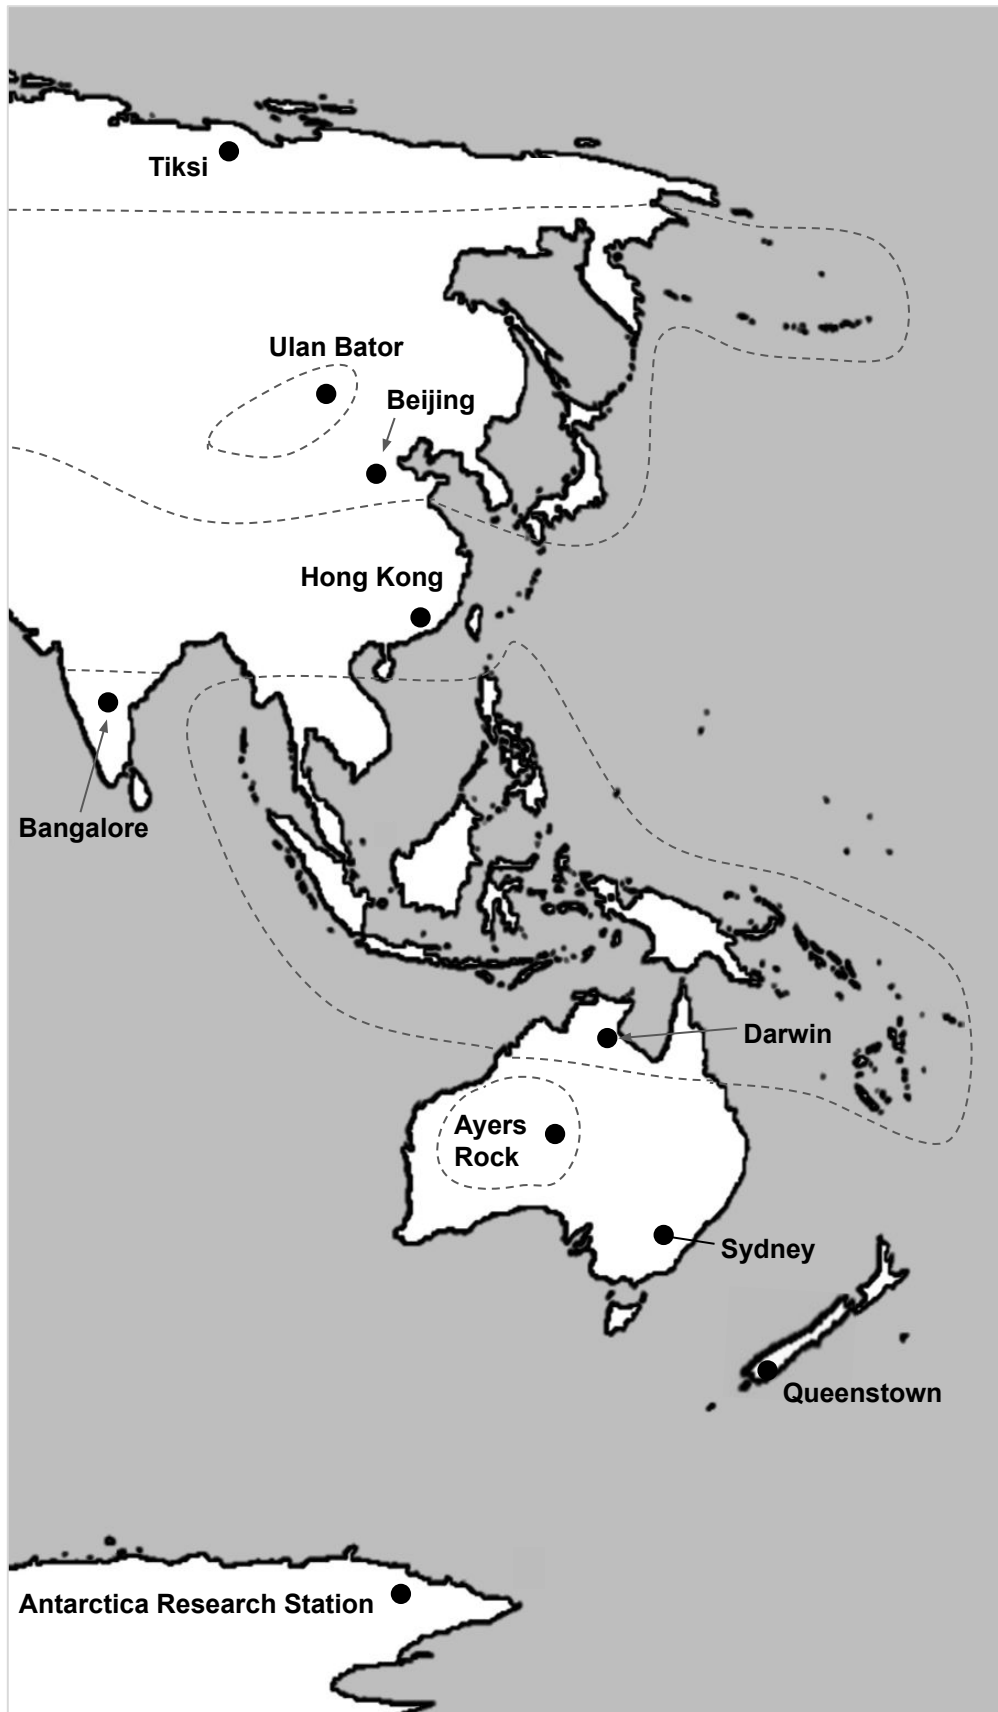 Tiksi
Ulan Bator
Beijing
Hong Kong
Bangalore
Darwin
Ayers
Rock
Sydney
Queenstown
Antarctica Research Station